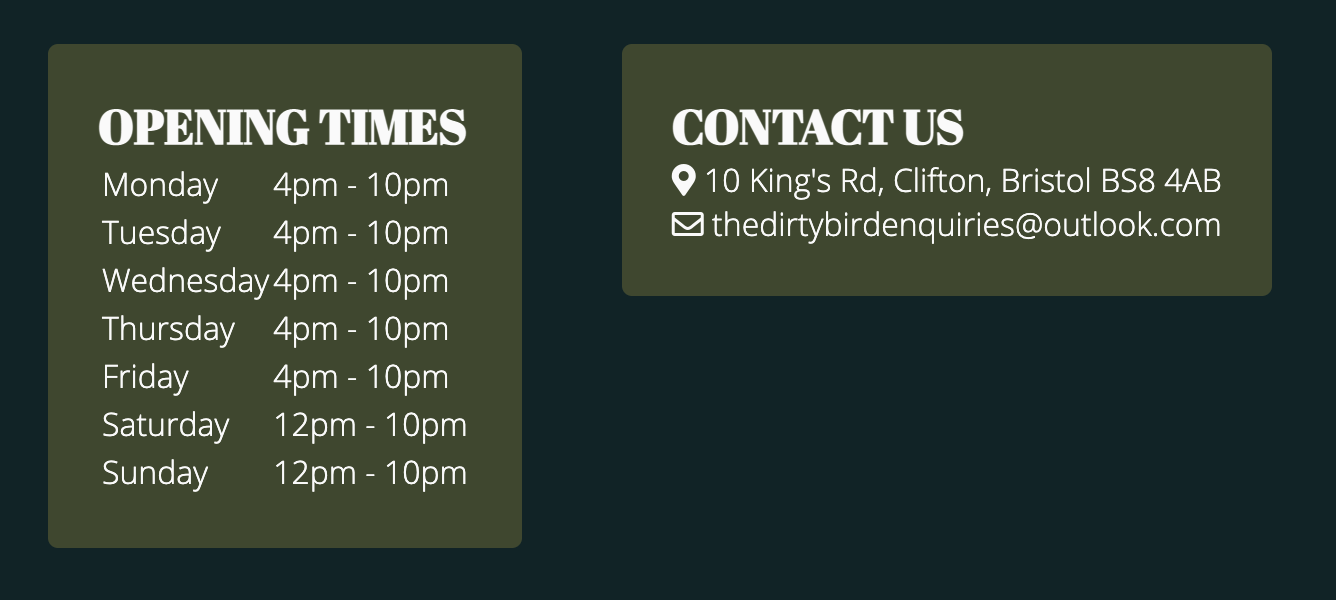 OPENING TIMES
Monday 4pm - 10pm
Tuesday 4pm - 10pm
Wednesday 4pm - 10pm
Thursday 4pm - 10pm
Friday 4pm - 10pm
Saturday 12pm - 10pm
Sunday 12pm - 10pm
CONTACT US
10 King's Rd, Clifton, Bristol BS8 4AB
thedirtybirdenquiries@outlook.com